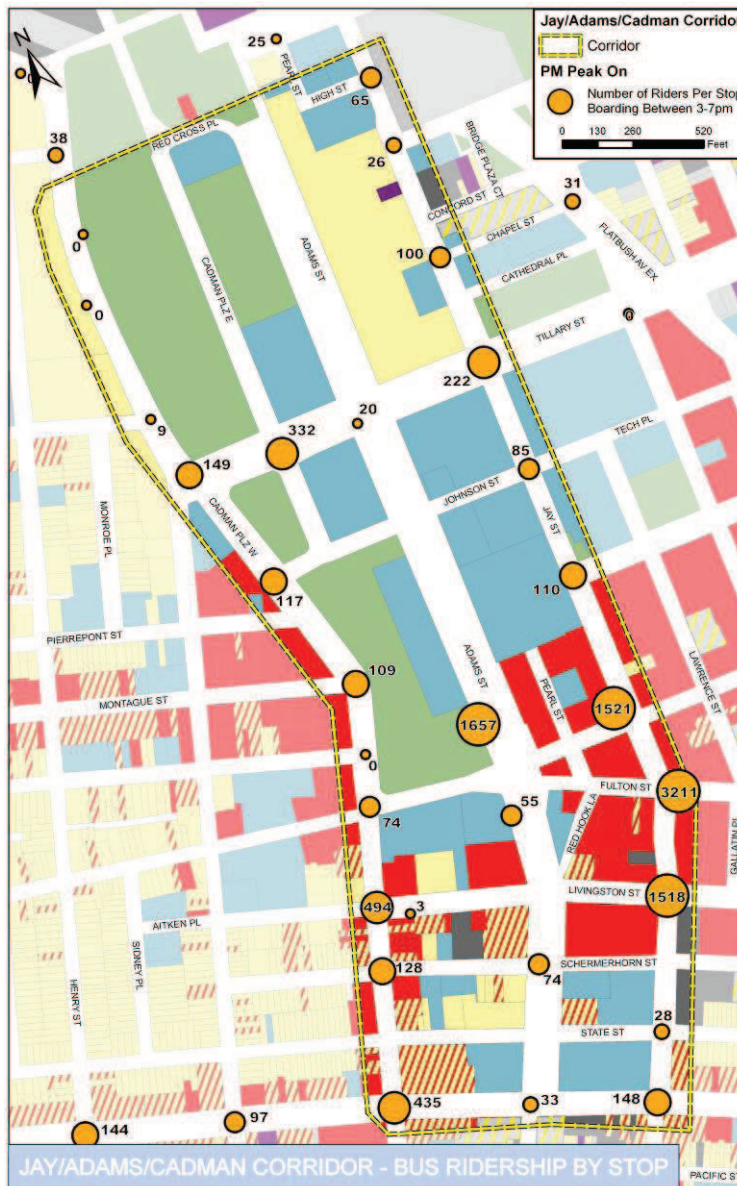 Jay/Adams/Cadman Corridor
Corridor
PM Peak On
Number of Riders Per Stop
Boarding Between 3-7pm
0 130 260 520
Feet
N
25
PEARL ST
0
HIGH ST
65
38
RED CROSS PL
26
BRIDGE PLAZA CT
CONCORD ST
31
CHAPEL ST
FLATBUSH AV EX
0
CADMAN PLZ E
ADAMS ST
100
CATHEDRAL PL
0
0
TILLARY ST
222
9
332
20
TECH PL
149
85
JOHNSON ST
MONROE PL
CADMAN PLZ W
JAY ST
117
110
PIERREPONT ST
ADAMS ST
LAWRENCE ST
109
MONTAGUE ST
PEARL ST
1521
1657
0
FULTON ST
3211
74
55
RED HOOK LA
GALLATIN PL
494
3
LIVINGSTON ST
1518
AITKEN PL
SIDNEY PL
128
SCHERMERHORN ST
74
HENRY ST
28
STATE ST
435
33
148
144
97
JAY/ADAMS/CADMAN CORRIDOR - BUS RIDERSHIP BY STOP
PACIFIC ST